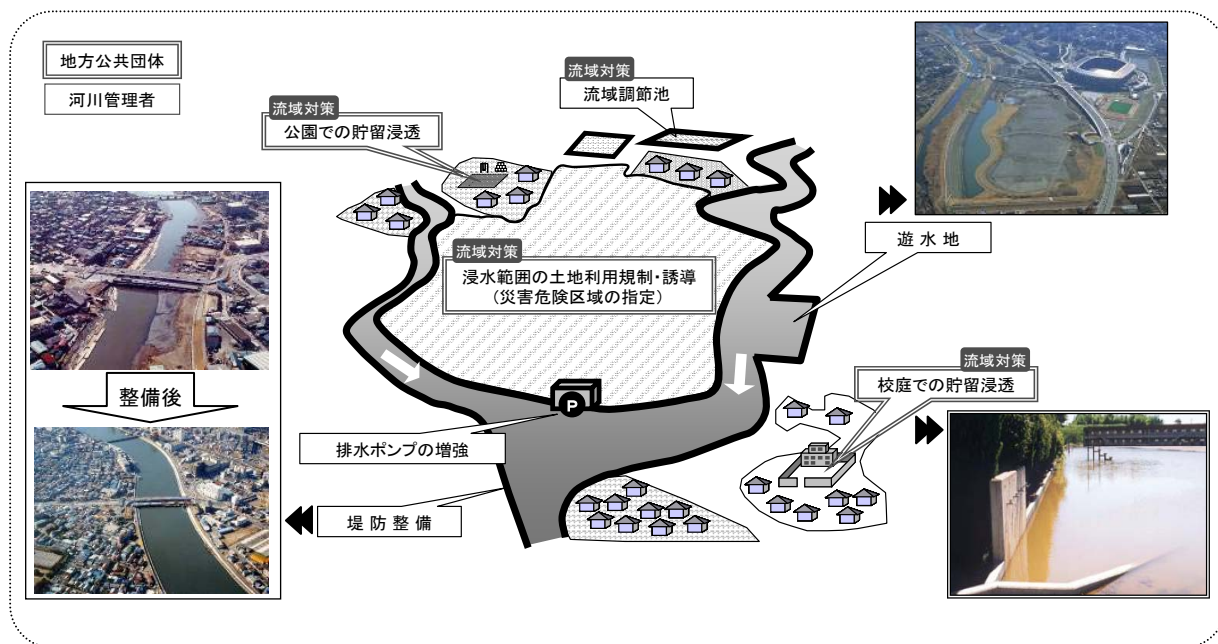 地方公共団体
河川管理者
流域対策
公園での貯留浸透
流域対策
流域調節池
遊水地
流域対策
浸水範囲の土地利用規制・誘導
（災害危険区域の指定）
流域対策
校庭での貯留浸透
整備後
P
排水ポンプの増強
堤防整備